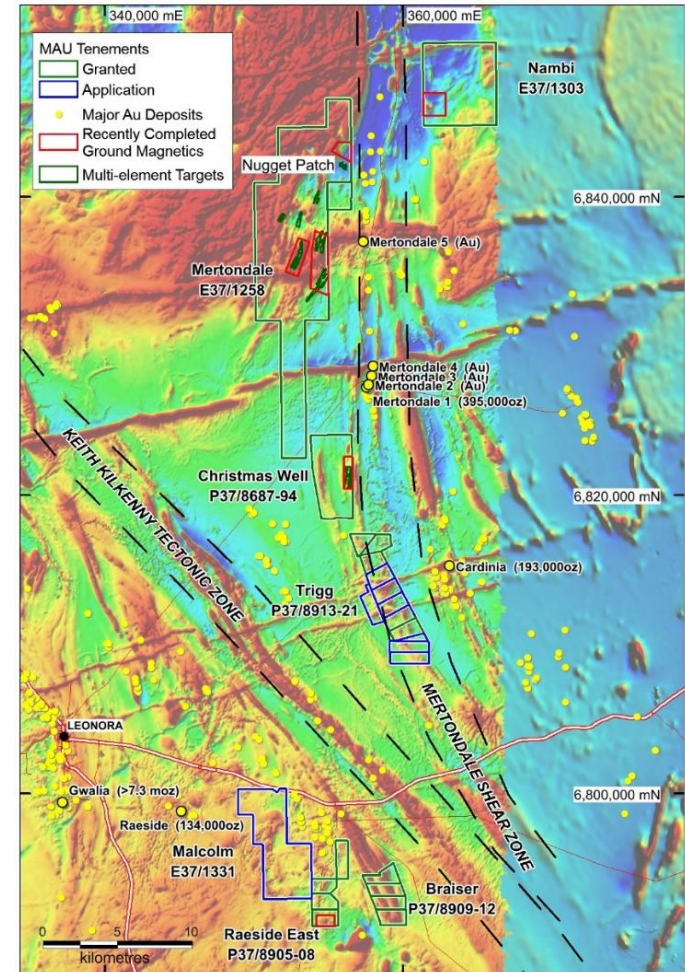 340,000 mE
360,000 mE
MAU Tenements
Granted
Application
Major Au Deposits
Recently Completed
Ground Magnetics
Multi-element Targets
Nambi
E37/1303
Nugget Patch
6,840,000 mN
Mertondale 5 (Au)
Mertondale
E37/1258
Mertondale 4 (Au)
Mertondale 3 (Au)
Mertondale 2 (Au)
Mertondale 1 (395,000oz)
KEITH KILKENNY TECTONIC ZONE
Christmas Well
P37/8687-94
6,820,000 mN
Cardinia (193,000oz)
Trigg
P37/8913-21
MERTONDALE SHEAR ZONE
LEONORA
Gwalia (>7.3 moz)
6,800,000 mN
Raeside (134,000oz)
Malcolm
E37/1331
Braiser
P37/8909-12
Raeside East
P37/8905-08
0 5 10
kilometres